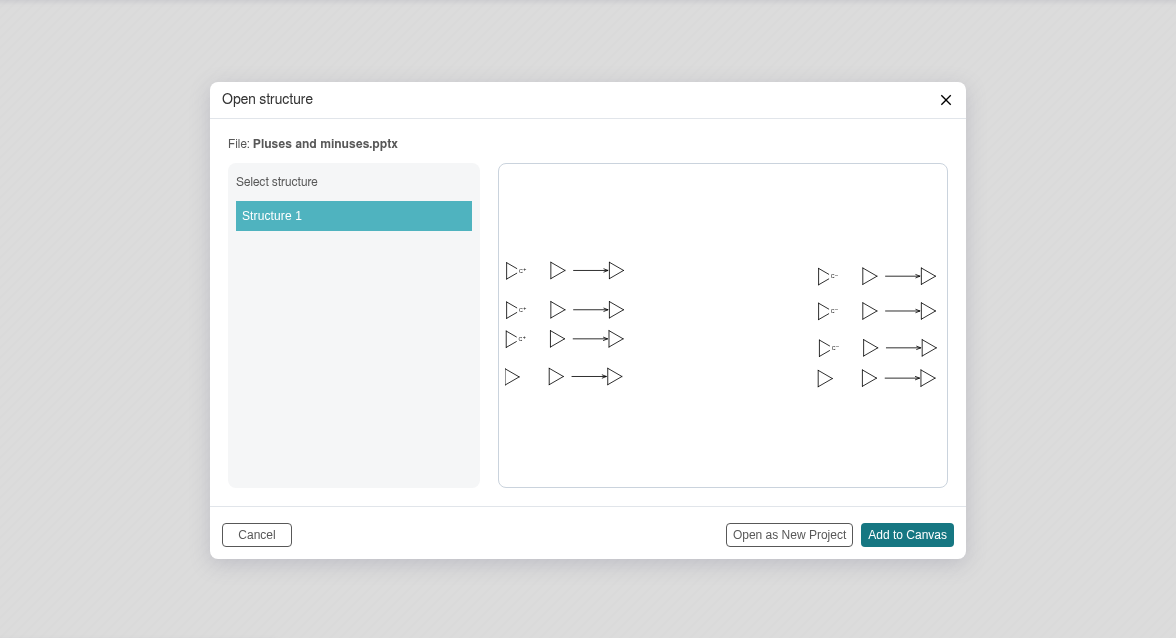 Open structure
File: Pluses and minuses.pptx
Select structure
Structure 1
C+
C−
C+
C−
C+
C−
Cancel
Open as New Project
Add to Canvas